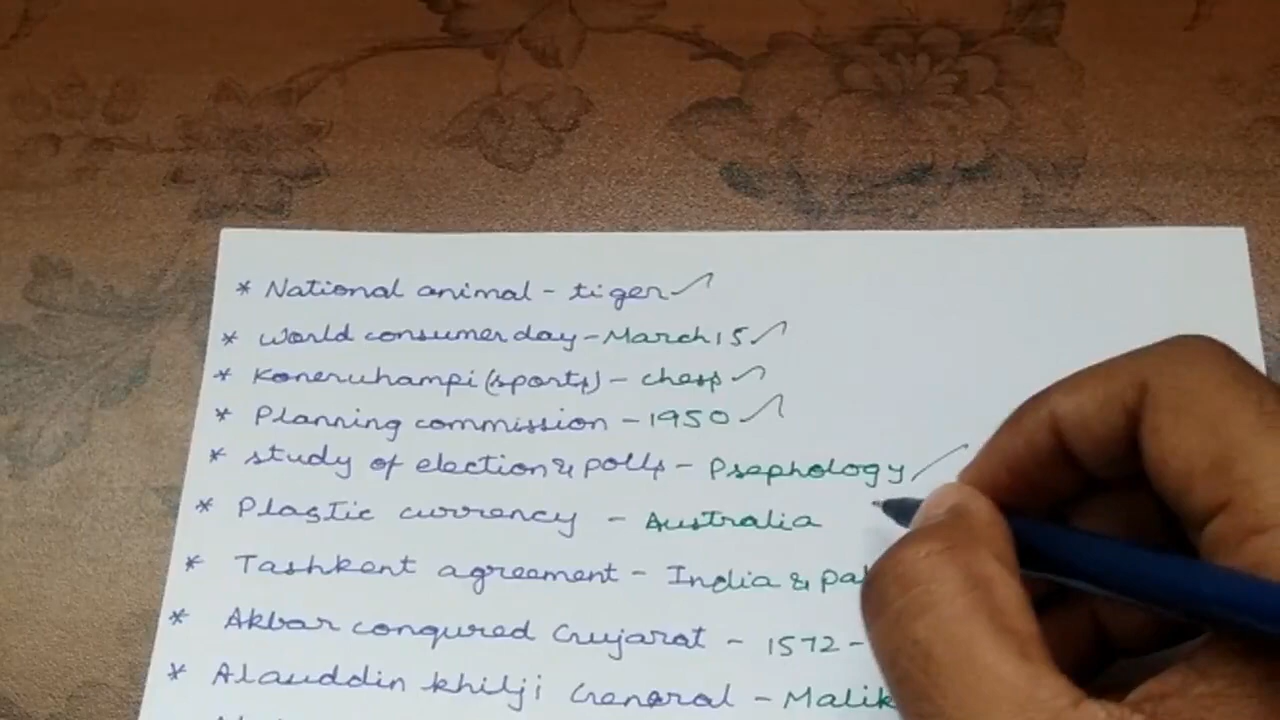 * National animal - tiger
* World consumer day - March 15
* Koneruhampi (sports) - chess
* Planning commission - 1950
* study of election & polls - Psephology
* Plastic currency - Australia
* Tashkent agreement - India & pa
* Akbar conqured Gujarat - 1572 -
* Alauddin khilji General - Malik